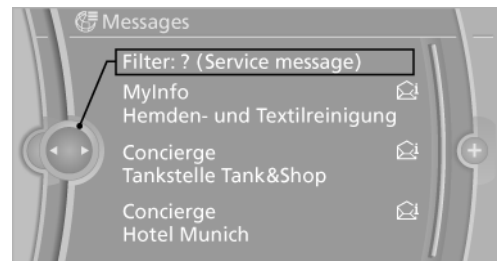 Messages
Filter: ? (Service message)
MyInfo
Hemden- und Textilreinigung
Concierge
Tankstelle Tank&Shop
Concierge
Hotel Munich